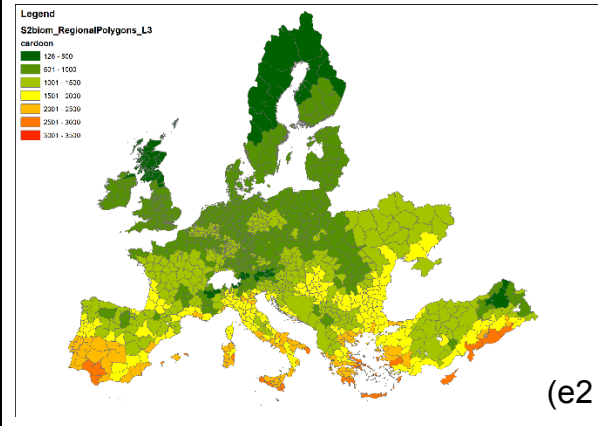 Legend
S2biom_RegionalPolygons_L3
cardoon
126 - 500
501 - 1000
1001 - 1500
1501 - 2000
2001 - 2500
2501 - 3000
3001 - 3500
(e2